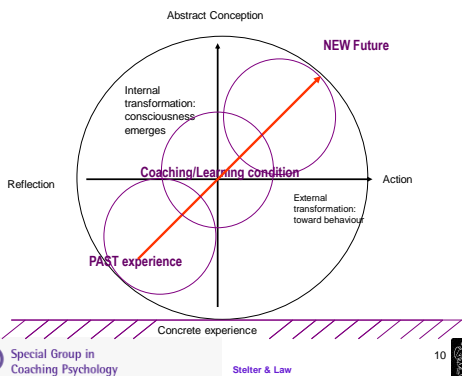 Abstract Conception
NEW Future
Internal
transformation:
consciousness
emerges
Coaching/Learning condition
Reflection
Action
External
transformation:
toward behaviour
PAST experience
Concrete experience
Special Group in
Coaching Psychology
Stelter & Law
10